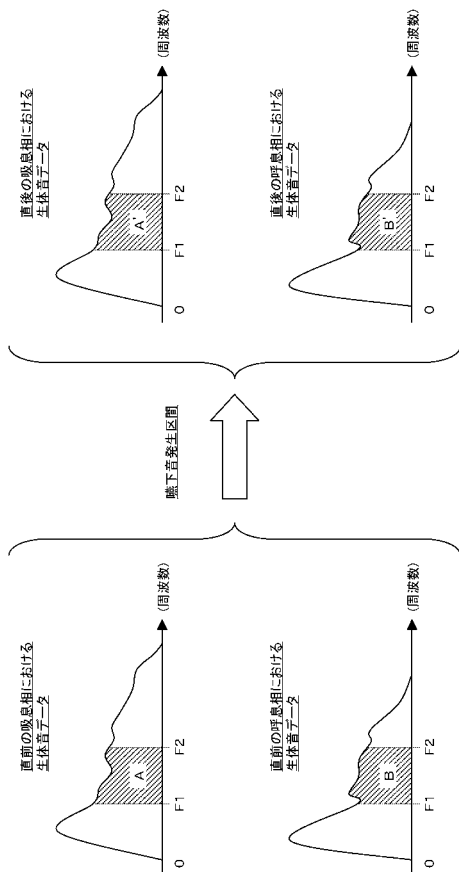 直前の吸息相における
生体音データ
A
0
F1
F2
(周波数)
直前の呼息相における
生体音データ
B
0
F1
F2
(周波数)
嚥下音発生区間
直後の吸息相における
生体音データ
A'
0
F1
F2
(周波数)
直後の呼息相における
生体音データ
B'
0
F1
F2
(周波数)